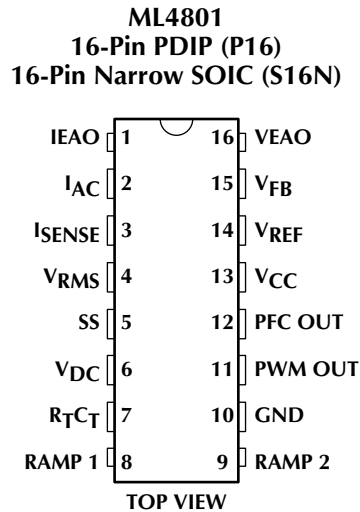 ML4801
16-Pin PDIP (P16)
16-Pin Narrow SOIC (S16N)
IEAO 1 16 VEAO
IAC 2 15 VFB
ISENSE 3 14 VREF
VRMS 4 13 VCC
SS 5 12 PFC OUT
VDC 6 11 PWM OUT
RTCT 7 10 GND
RAMP 1 8 9 RAMP 2
TOP VIEW